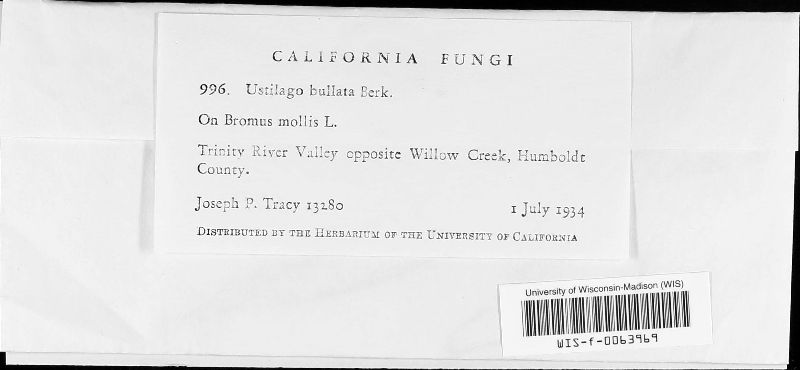 CALIFORNIA FUNGI
996. Ustilago bullata Berk.
On Bromus mollis L.
Trinity River Valley opposite Willow Creek, Humboldt
County.
Joseph P. Tracy 13280 1 July 1934
DISTRIBUTED BY THE HERBARIUM OF THE UNIVERSITY OF CALIFORNIA
University of Wisconsin-Madison (WIS)
WIS-f-0063969